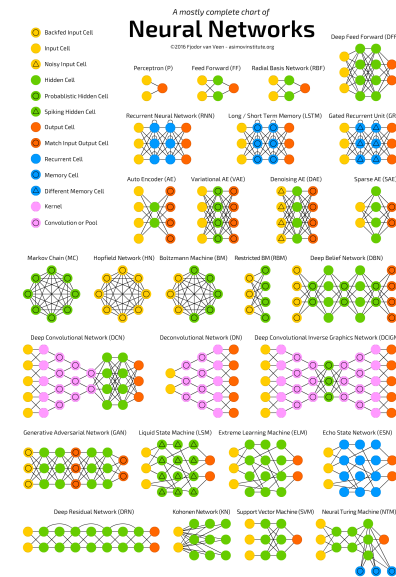 A mostly complete chart of
Neural Networks
©2016 Fjodor van Veen - asimovinstitute.org
Backfed Input Cell
Input Cell
Noisy Input Cell
Hidden Cell
Probablistic Hidden Cell
Spiking Hidden Cell
Output Cell
Match Input Output Cell
Recurrent Cell
Memory Cell
Different Memory Cell
Kernel
Convolution or Pool
Deep Feed Forward (DFF
Perceptron (P)
Feed Forward (FF)
Radial Basis Network (RBF)
Recurrent Neural Network (RNN)
Long / Short Term Memory (LSTM)
Gated Recurrent Unit (GR
Auto Encoder (AE)
Variational AE (VAE)
Denoising AE (DAE)
Sparse AE (SAE
Markov Chain (MC)
Hopfield Network (HN)
Boltzmann Machine (BM)
Restricted BM (RBM)
Deep Belief Network (DBN)
Deep Convolutional Network (DCN)
Deconvolutional Network (DN)
Deep Convolutional Inverse Graphics Network (DCIGN
Generative Adversarial Network (GAN)
Liquid State Machine (LSM)
Extreme Learning Machine (ELM)
Echo State Network (ESN)
Deep Residual Network (DRN)
Kohonen Network (KN)
Support Vector Machine (SVM)
Neural Turing Machine (NTM)